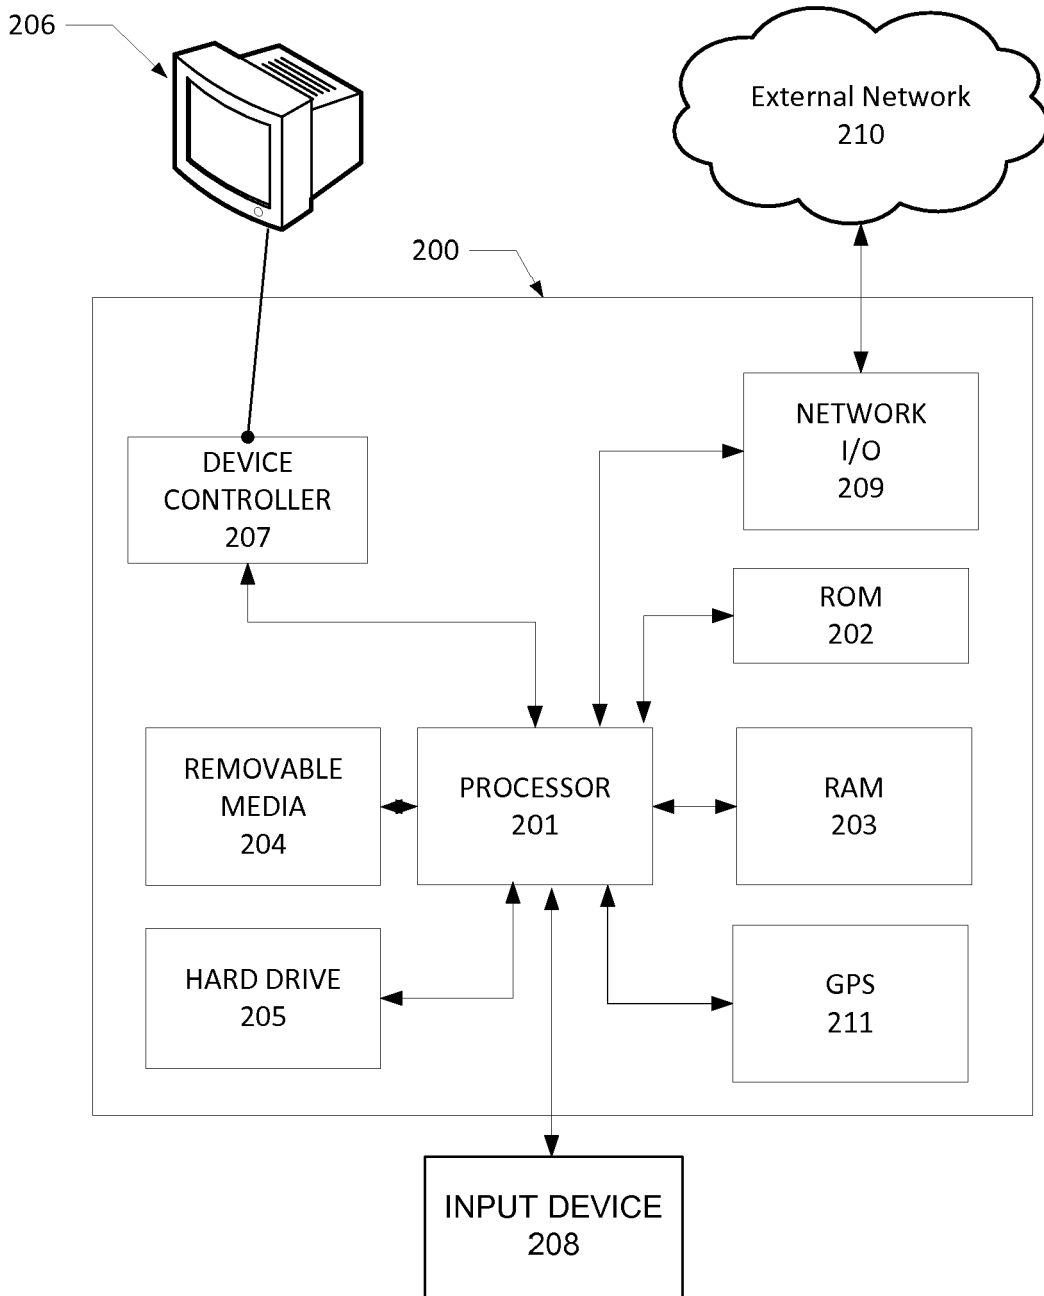 206
External Network
210
200
NETWORK
I/O
209
DEVICE
CONTROLLER
207
ROM
202
REMOVABLE
MEDIA
204
PROCESSOR
201
RAM
203
HARD DRIVE
205
GPS
211
INPUT DEVICE
208